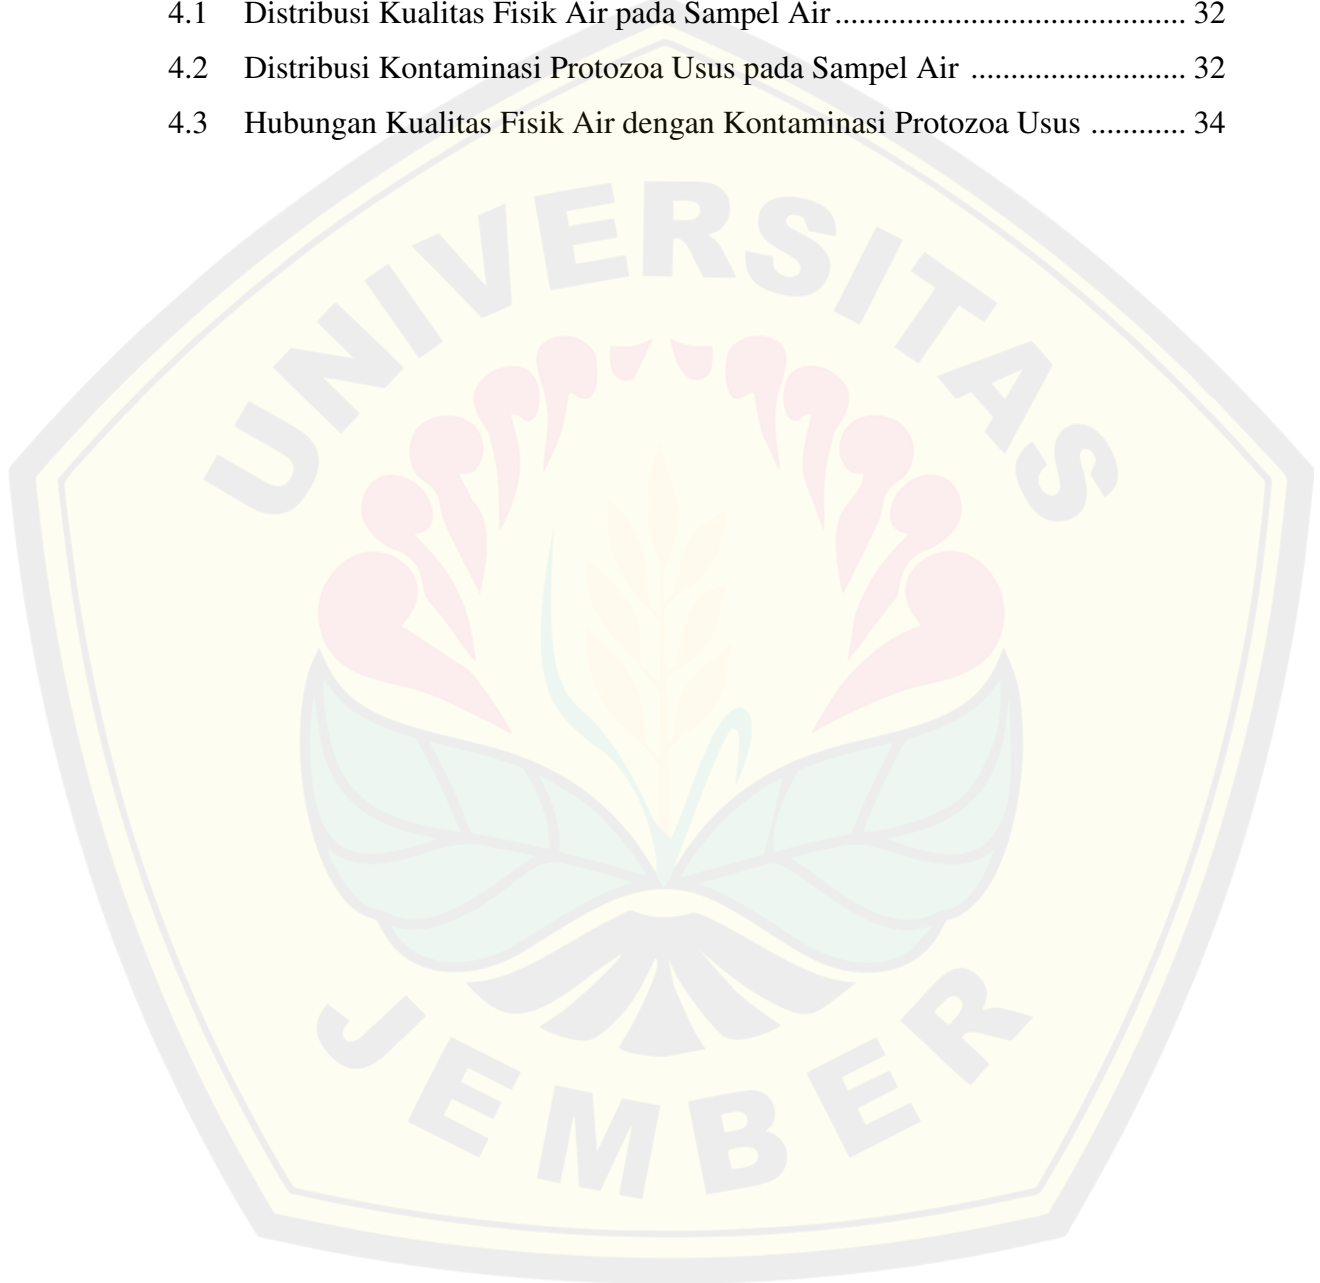 4.1 Distribusi Kualitas Fisik Air pada Sampel Air ............................................ 32
4.2 Distribusi Kontaminasi Protozoa Usus pada Sampel Air ........................... 32
4.3 Hubungan Kualitas Fisik Air dengan Kontaminasi Protozoa Usus ............ 34
UNIVERSITAS
JEMBER